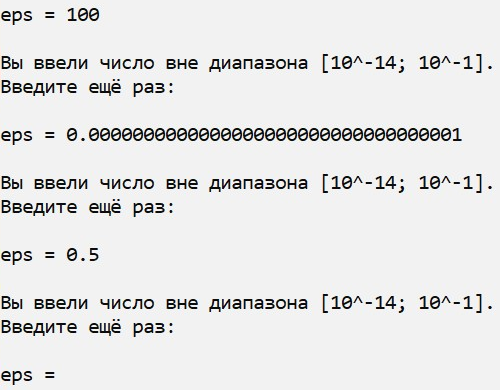 eps = 100
Вы ввели число вне диапазона [10^-14; 10^-1].
Введите ещё раз:
eps = 0.0000000000000000000000000000000001
Вы ввели число вне диапазона [10^-14; 10^-1].
Введите ещё раз:
eps = 0.5
Вы ввели число вне диапазона [10^-14; 10^-1].
Введите ещё раз:
eps =